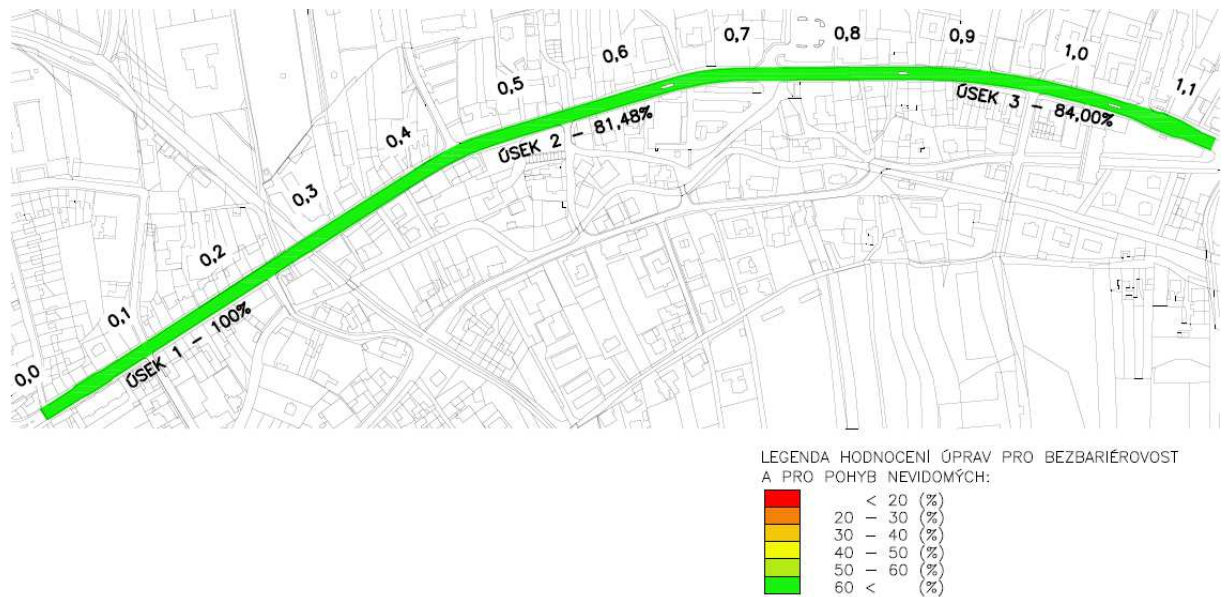 0,0
0,1
0,2
0,3
0,4
0,5
0,6
0,7
0,8
0,9
1,0
1,1
ÚSEK 1 – 100%
ÚSEK 2 – 81,48%
ÚSEK 3 – 84,00%
LEGENDA HODNOCENÍ ÚPRAV PRO BEZBARIÉROVOST
A PRO POHYB NEVIDOMÝCH:
< 20 (%)
20 – 30 (%)
30 – 40 (%)
40 – 50 (%)
50 – 60 (%)
60 < (%)